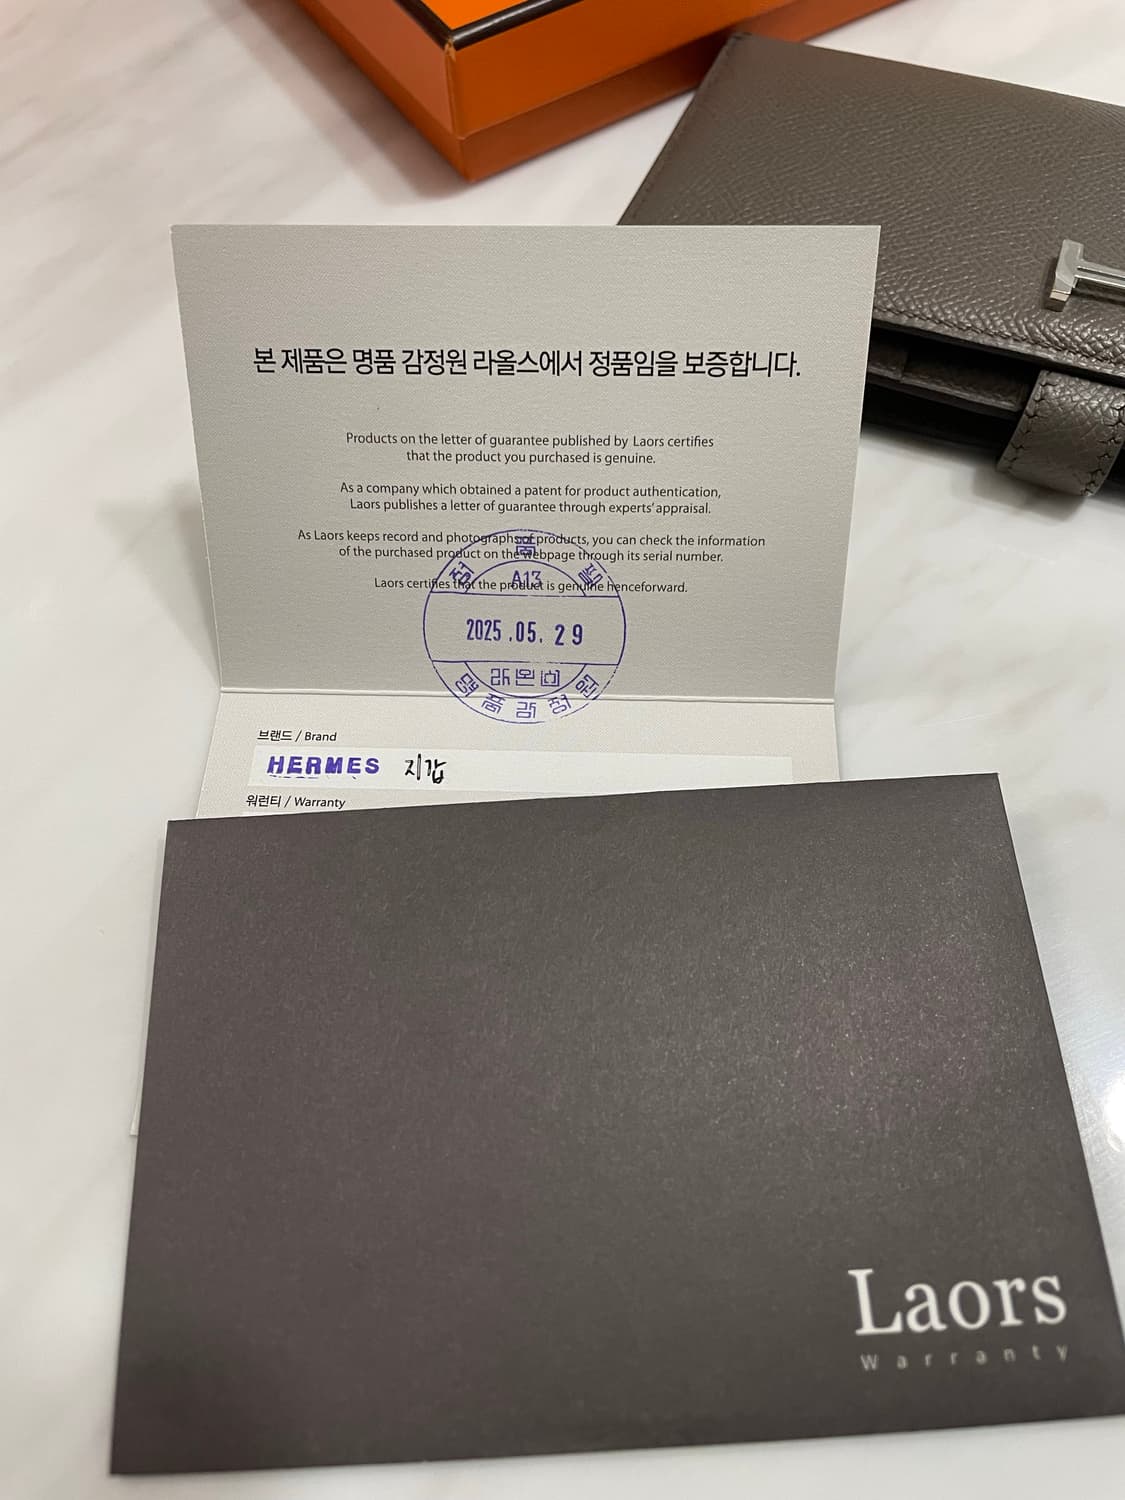 본 제품은 명품 감정원 라올스에서 정품임을 보증합니다.
Products on the letter of guarantee published by Laors certifies
that the product you purchased is genuine.
As a company which obtained a patent for product authentication,
Laors publishes a letter of guarantee through experts' appraisal.
As Laors keeps record and photographs of products, you can check the information
of the purchased product on the webpage through its serial number.
Laors certifies that the product is genuine henceforward.
정 품 필
A13
2025.05.29
명품감정원
브랜드 / Brand
HERMES 지갑
워런티 / Warranty
Laors
Warranty